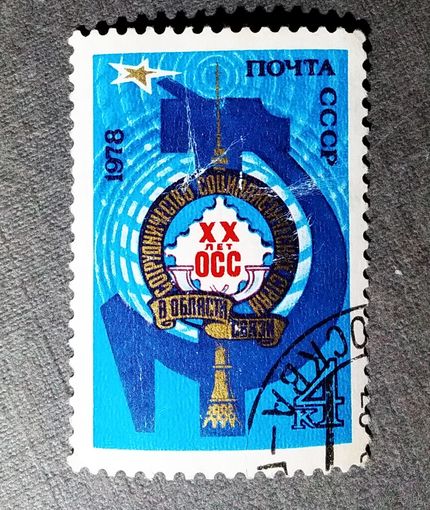 ПОЧТА
СССР
1978
СОТРУДНИЧЕСТВО СОЦИАЛИСТИЧЕСКИХ СТРАН
XX
ЛЕТ
ОСС
В ОБЛАСТИ
СВЯЗИ
4
к